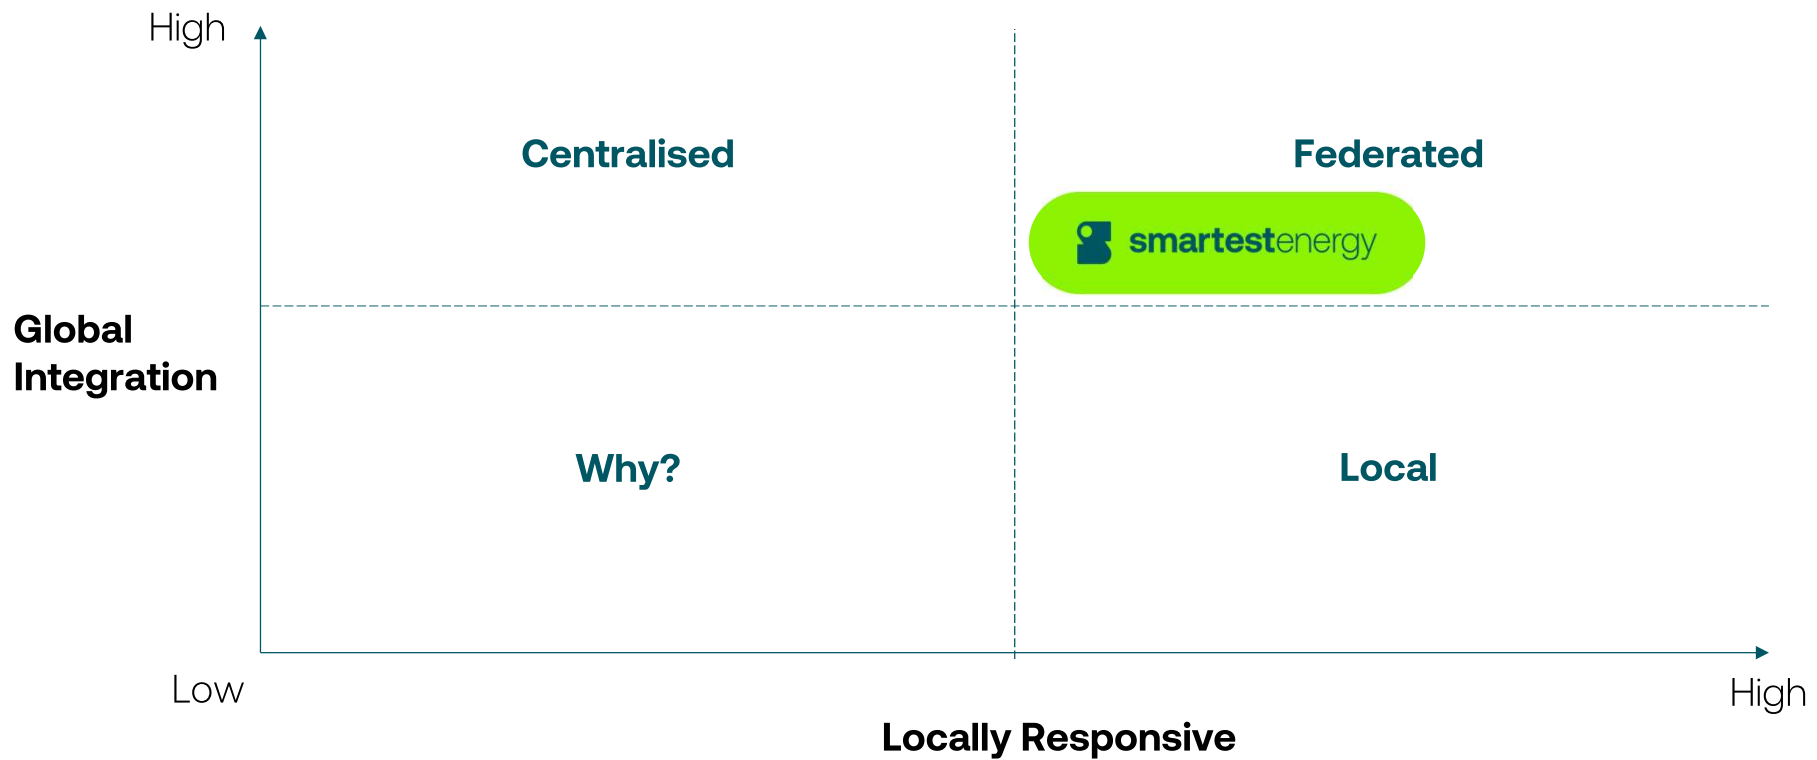 High
Centralised
Federated
smartestenergy
Global
Integration
Why?
Local
Low
High
Locally Responsive